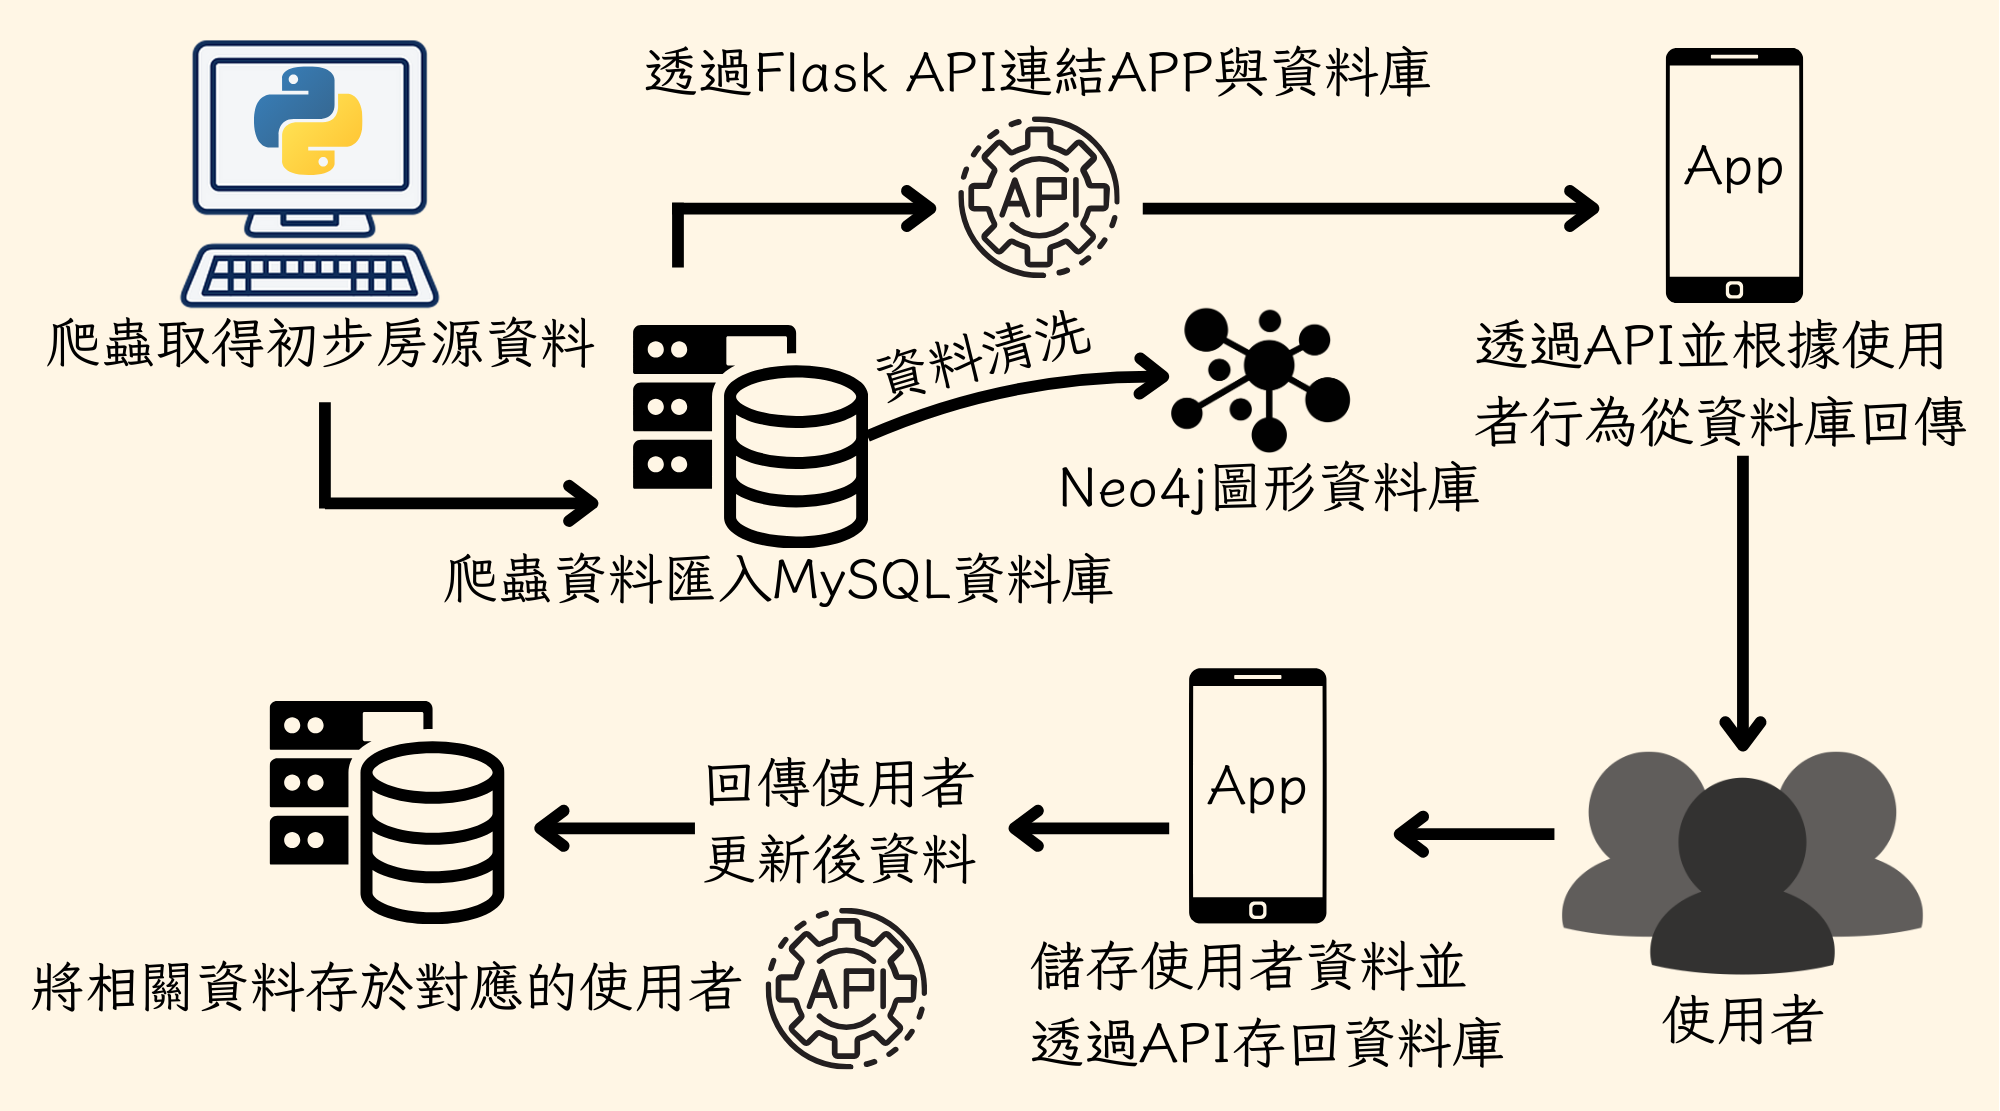 透過Flask API連結APP與資料庫
API
App
爬蟲取得初步房源資料
資料清洗
透過API並根據使用
者行為從資料庫回傳
Neo4j圖形資料庫
爬蟲資料匯入MySQL資料庫
App
回傳使用者
更新後資料
將相關資料存於對應的使用者
API
儲存使用者資料並
透過API存回資料庫
使用者